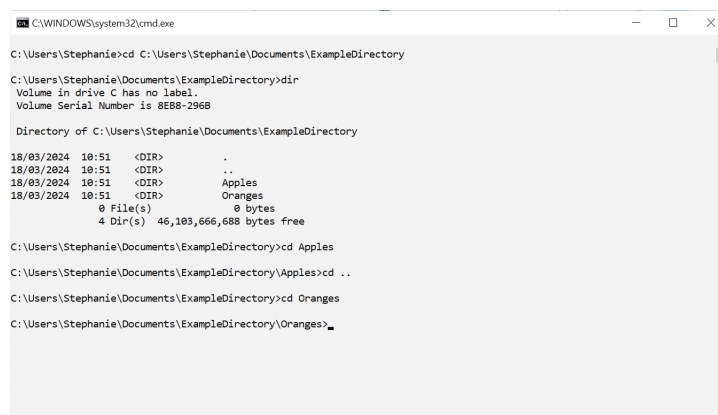 C:\WINDOWS\system32\cmd.exe
C:\Users\Stephanie>cd C:\Users\Stephanie\Documents\ExampleDirectory
C:\Users\Stephanie\Documents\ExampleDirectory>dir
 Volume in drive C has no label.
 Volume Serial Number is 8EB8-296B
 Directory of C:\Users\Stephanie\Documents\ExampleDirectory
18/03/2024  10:51    <DIR>          .
18/03/2024  10:51    <DIR>          ..
18/03/2024  10:51    <DIR>          Apples
18/03/2024  10:51    <DIR>          Oranges
               0 File(s)              0 bytes
               4 Dir(s)  46,103,666,688 bytes free
C:\Users\Stephanie\Documents\ExampleDirectory>cd Apples
C:\Users\Stephanie\Documents\ExampleDirectory\Apples>cd ..
C:\Users\Stephanie\Documents\ExampleDirectory>cd Oranges
C:\Users\Stephanie\Documents\ExampleDirectory\Oranges>